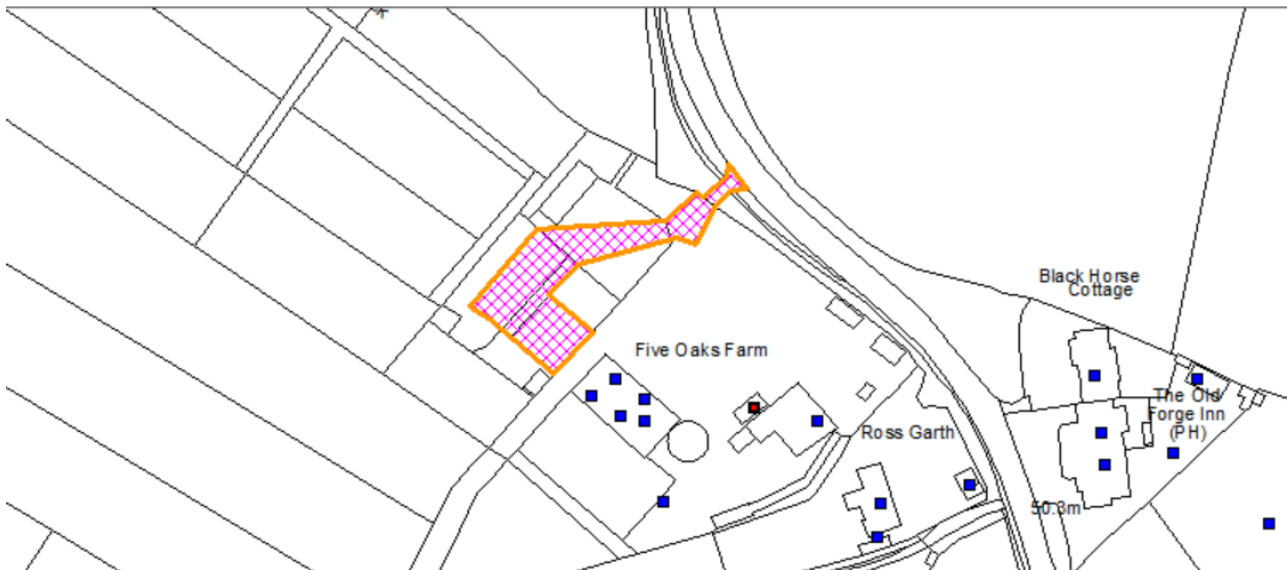 Black Horse
Cottage
Five Oaks Farm
The Old
Forge Inn
(PH)
Ross Garth
50.3m